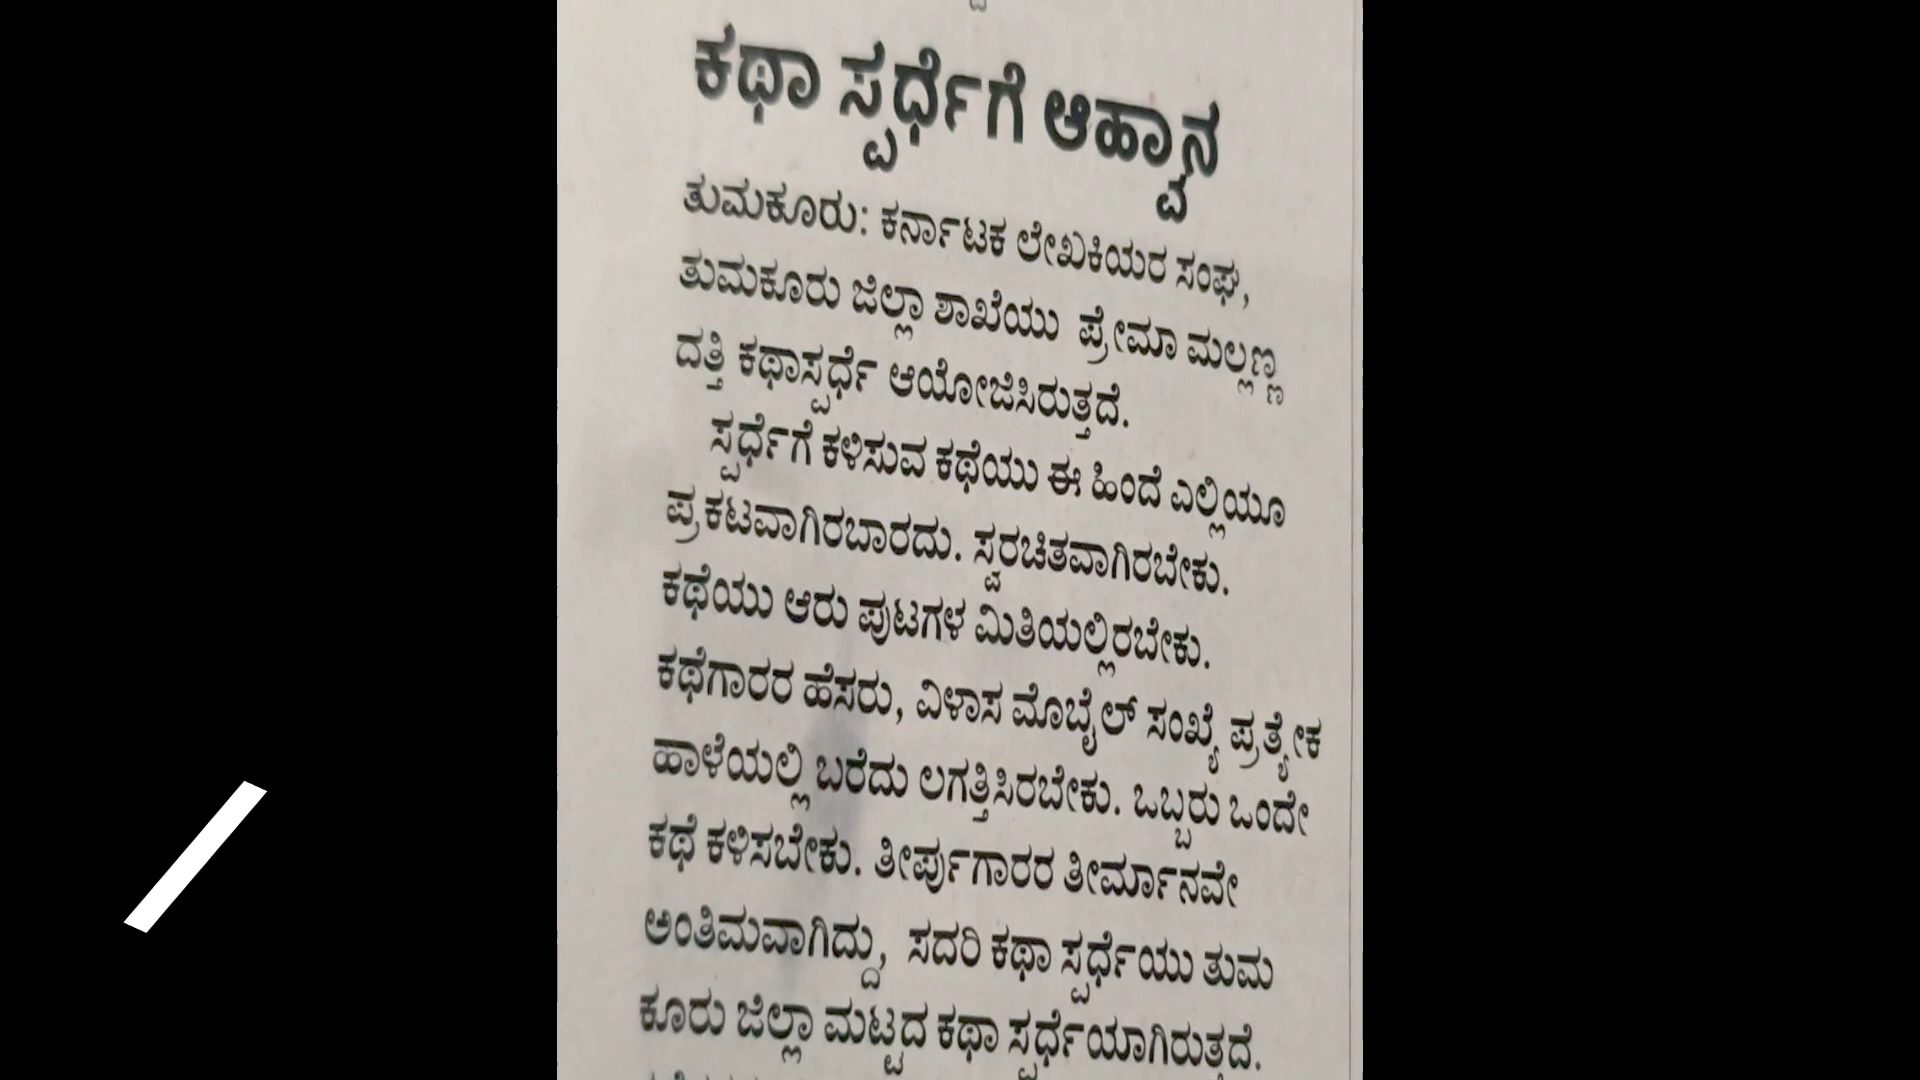 ಕಥಾ ಸ್ಪರ್ಧೆಗೆ ಆಹ್ವಾನ
ತುಮಕೂರು: ಕರ್ನಾಟಕ ಲೇಖಕಿಯರ ಸಂಘ,
ತುಮಕೂರು ಜಿಲ್ಲಾ ಶಾಖೆಯು ಪ್ರೇಮಾ ಮಲ್ಲಣ್ಣ
ದತ್ತಿ ಕಥಾಸ್ಪರ್ಧೆ ಆಯೋಜಿಸಿರುತ್ತದೆ.
ಸ್ಪರ್ಧೆಗೆ ಕಳಿಸುವ ಕಥೆಯು ಈ ಹಿಂದೆ ಎಲ್ಲಿಯೂ
ಪ್ರಕಟವಾಗಿರಬಾರದು. ಸ್ವರಚಿತವಾಗಿರಬೇಕು.
ಕಥೆಯು ಆರು ಪುಟಗಳ ಮಿತಿಯಲ್ಲಿರಬೇಕು.
ಕಥೆಗಾರರ ಹೆಸರು, ವಿಳಾಸ ಮೊಬೈಲ್ ಸಂಖ್ಯೆ ಪ್ರತ್ಯೇಕ
ಹಾಳೆಯಲ್ಲಿ ಬರೆದು ಲಗತ್ತಿಸಿರಬೇಕು. ಒಬ್ಬರು ಒಂದೇ
ಕಥೆ ಕಳಿಸಬೇಕು. ತೀರ್ಪುಗಾರರ ತೀರ್ಮಾನವೇ
ಅಂತಿಮವಾಗಿದ್ದು, ಸದರಿ ಕಥಾ ಸ್ಪರ್ಧೆಯು ತುಮ
ಕೂರು ಜಿಲ್ಲಾ ಮಟ್ಟದ ಕಥಾ ಸ್ಪರ್ಧೆಯಾಗಿರುತ್ತದೆ.